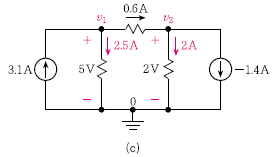 0.6A
v₁ v₂
+ 2.5A + 2A
3.1A 5V 2V −1.4A
− 0 −
(c)